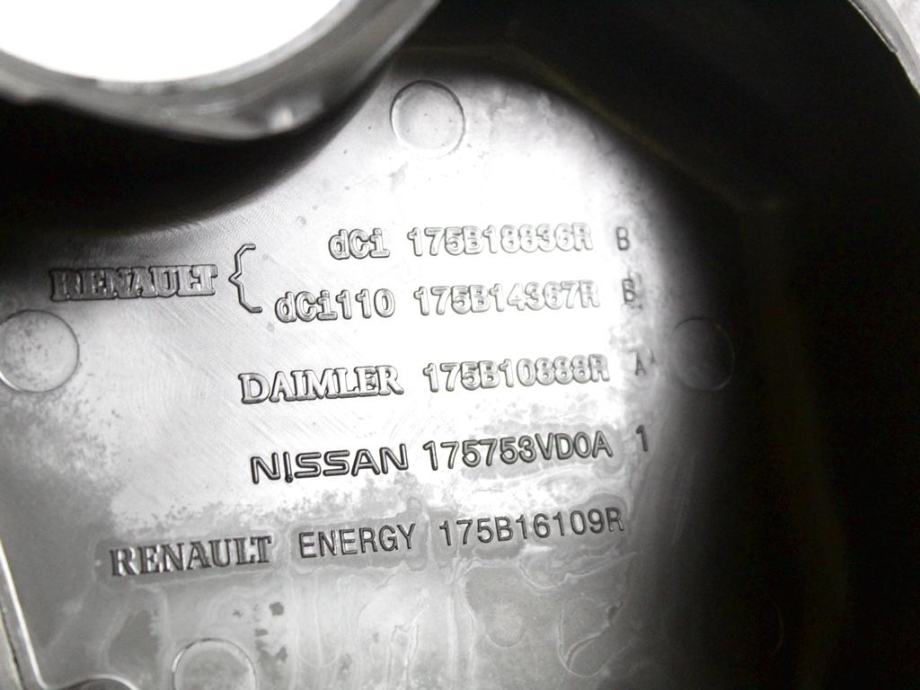 dCi 175B18836R B
RENAULT {
dCi110 175B14367R B
DAIMLER 175B10888R A
NISSAN 175753VD0A 1
RENAULT ENERGY 175B16109R